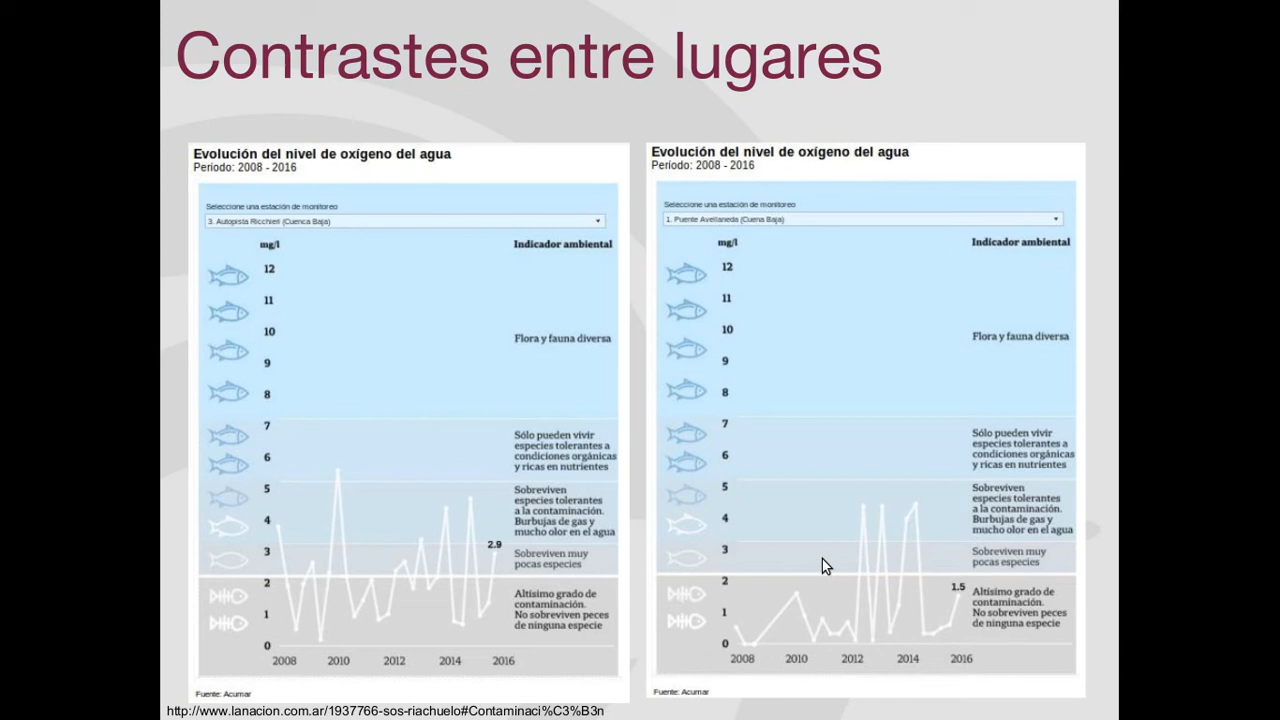 Contrastes entre lugares
Evolución del nivel de oxígeno del agua
Período: 2008 - 2016
Seleccione una estación de monitoreo
3. Autopista Ricchieri (Cuenca Baja)
mg/l
Indicador ambiental
12
11
10
9
8
7
6
5
4
3
2
1
0
Flora y fauna diversa
Sólo pueden vivir
especies tolerantes a
condiciones orgánicas
y ricas en nutrientes
Sobreviven
especies tolerantes
a la contaminación.
Burbujas de gas y
mucho olor en el agua
2.9
Sobreviven muy
pocas especies
Altísimo grado de
contaminación.
No sobreviven peces
de ninguna especie
2008 2010 2012 2014 2016
Fuente: Acumar
Evolución del nivel de oxígeno del agua
Período: 2008 - 2016
Seleccione una estación de monitoreo
1. Puente Avellaneda (Cuena Baja)
mg/l
Indicador ambiental
12
11
10
9
8
7
6
5
4
3
2
1
0
Flora y fauna diversa
Sólo pueden vivir
especies tolerantes a
condiciones orgánicas
y ricas en nutrientes
Sobreviven
especies tolerantes
a la contaminación.
Burbujas de gas y
mucho olor en el agua
Sobreviven muy
pocas especies
1.5
Altísimo grado de
contaminación.
No sobreviven peces
de ninguna especie
2008 2010 2012 2014 2016
Fuente: Acumar
http://www.lanacion.com.ar/1937766-sos-riachuelo#Contaminaci%C3%B3n